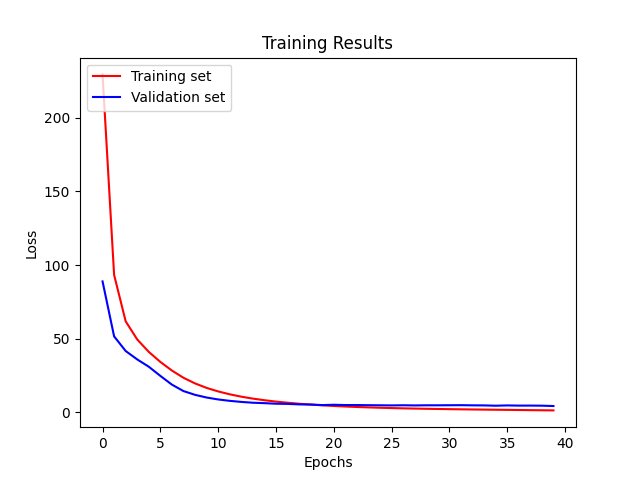 Training Results
Training set
Validation set
Loss
200
150
100
50
0
0 5 10 15 20 25 30 35 40
Epochs